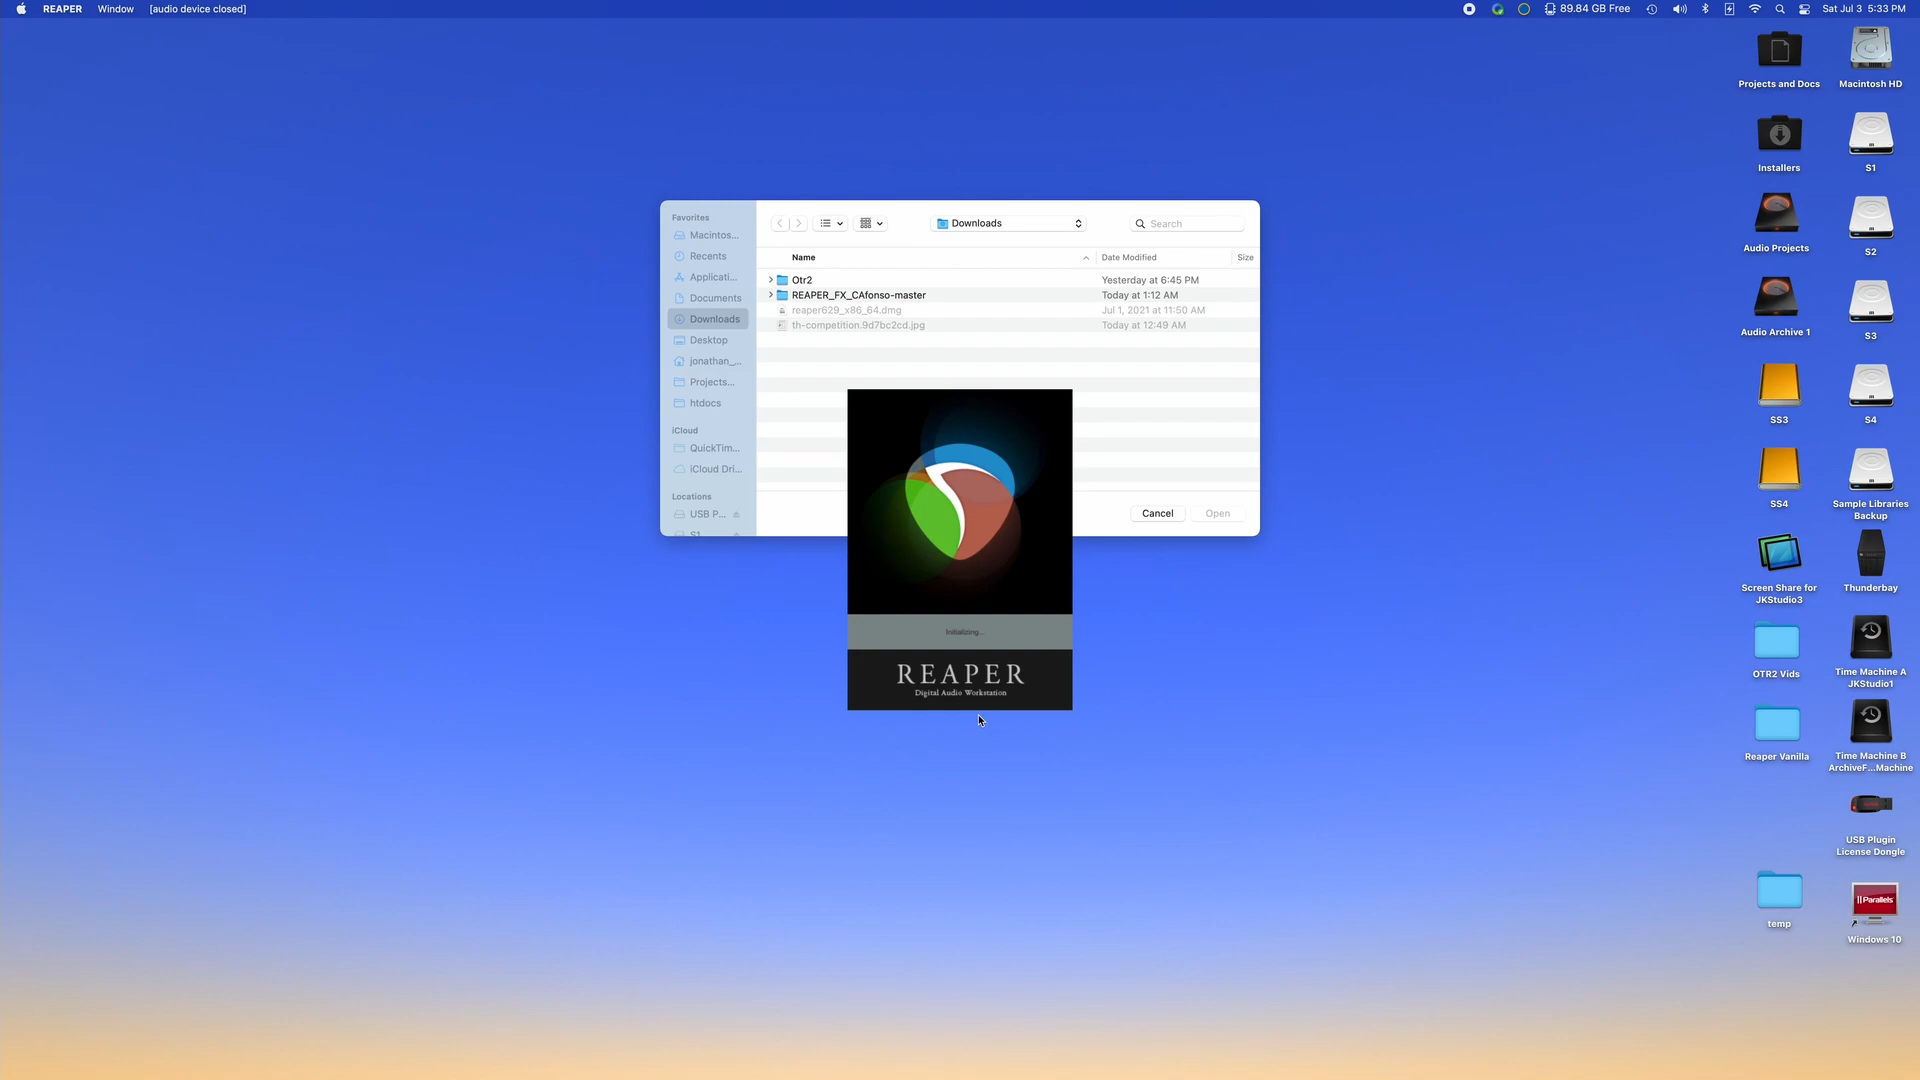 REAPER Window [audio device closed]
89.84 GB Free
Sat Jul 3 5:33 PM
Projects and Docs
Macintosh HD
Installers
S1
Audio Projects
S2
Audio Archive 1
S3
SS3
S4
SS4
Sample Libraries
Backup
Screen Share for
JKStudio3
Thunderbay
OTR2 Vids
Time Machine A
JKStudio1
Reaper Vanilla
Time Machine B
ArchiveF...Machine
USB Plugin
License Dongle
temp
Parallels
Windows 10
Favorites
Macintos...
Recents
Applicati...
Documents
Downloads
Desktop
jonathan_...
Projects...
htdocs
iCloud
QuickTim...
iCloud Dri...
Locations
USB P...
S1
Downloads
Search
Name Date Modified Size
Otr2 Yesterday at 6:45 PM
REAPER_FX_CAfonso-master Today at 1:12 AM
reaper629_x86_64.dmg Jul 1, 2021 at 11:50 AM
th-competition.9d7bc2cd.jpg Today at 12:49 AM
Cancel Open
Initializing...
REAPER
Digital Audio Workstation